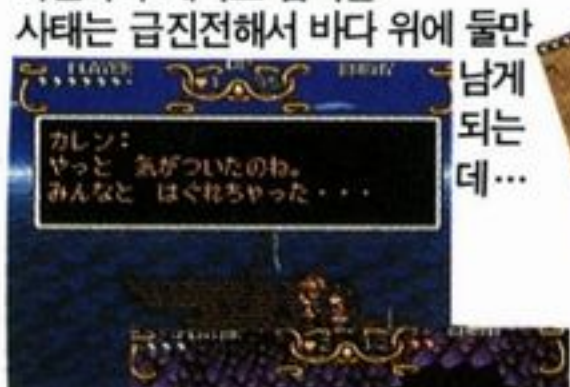 사태는 급진전해서 바다 위에 둘만
남게
되는
데…
PLAYER
ENEMY
カレン：
やっと 気がついたのね。
みんなと はぐれちゃった・・・